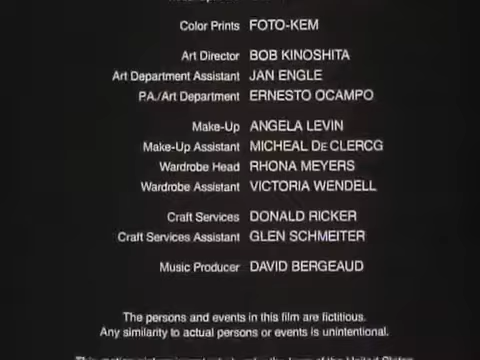 Color Prints FOTO-KEM
Art Director BOB KINOSHITA
Art Department Assistant JAN ENGLE
P.A./Art Department ERNESTO OCAMPO
Make-Up ANGELA LEVIN
Make-Up Assistant MICHEAL DE CLERCQ
Wardrobe Head RHONA MEYERS
Wardrobe Assistant VICTORIA WENDELL
Craft Services DONALD RICKER
Craft Services Assistant GLEN SCHMEITER
Music Producer DAVID BERGEAUD
The persons and events in this film are fictitious.
Any similarity to actual persons or events is unintentional.